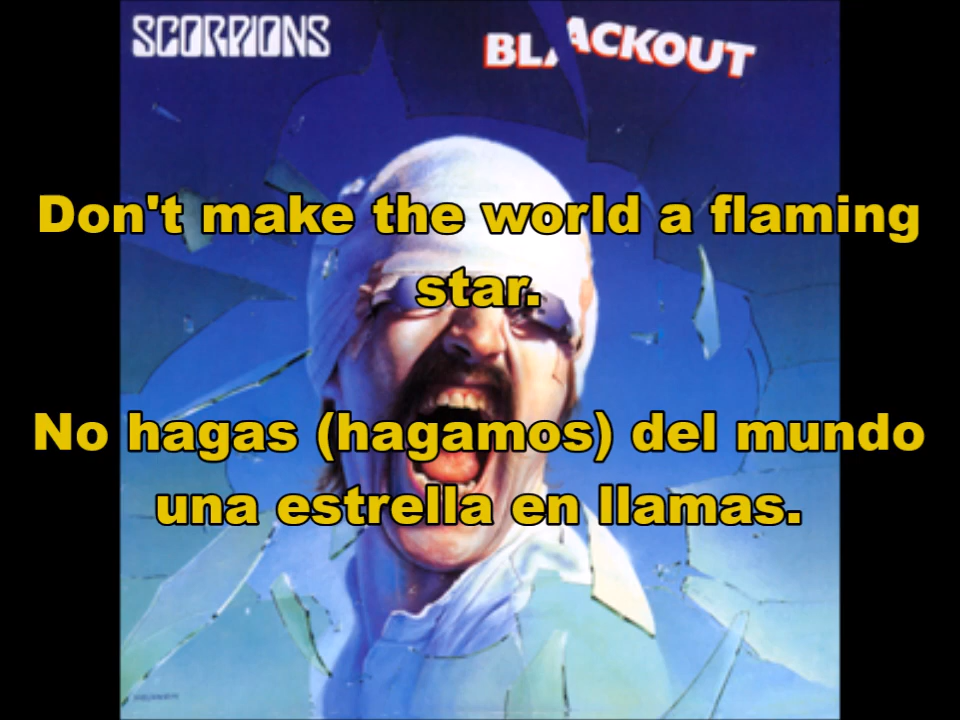 SCORPIONS
BLACKOUT
Don't make the world a flaming
star.
No hagas (hagamos) del mundo
una estrella en llamas.